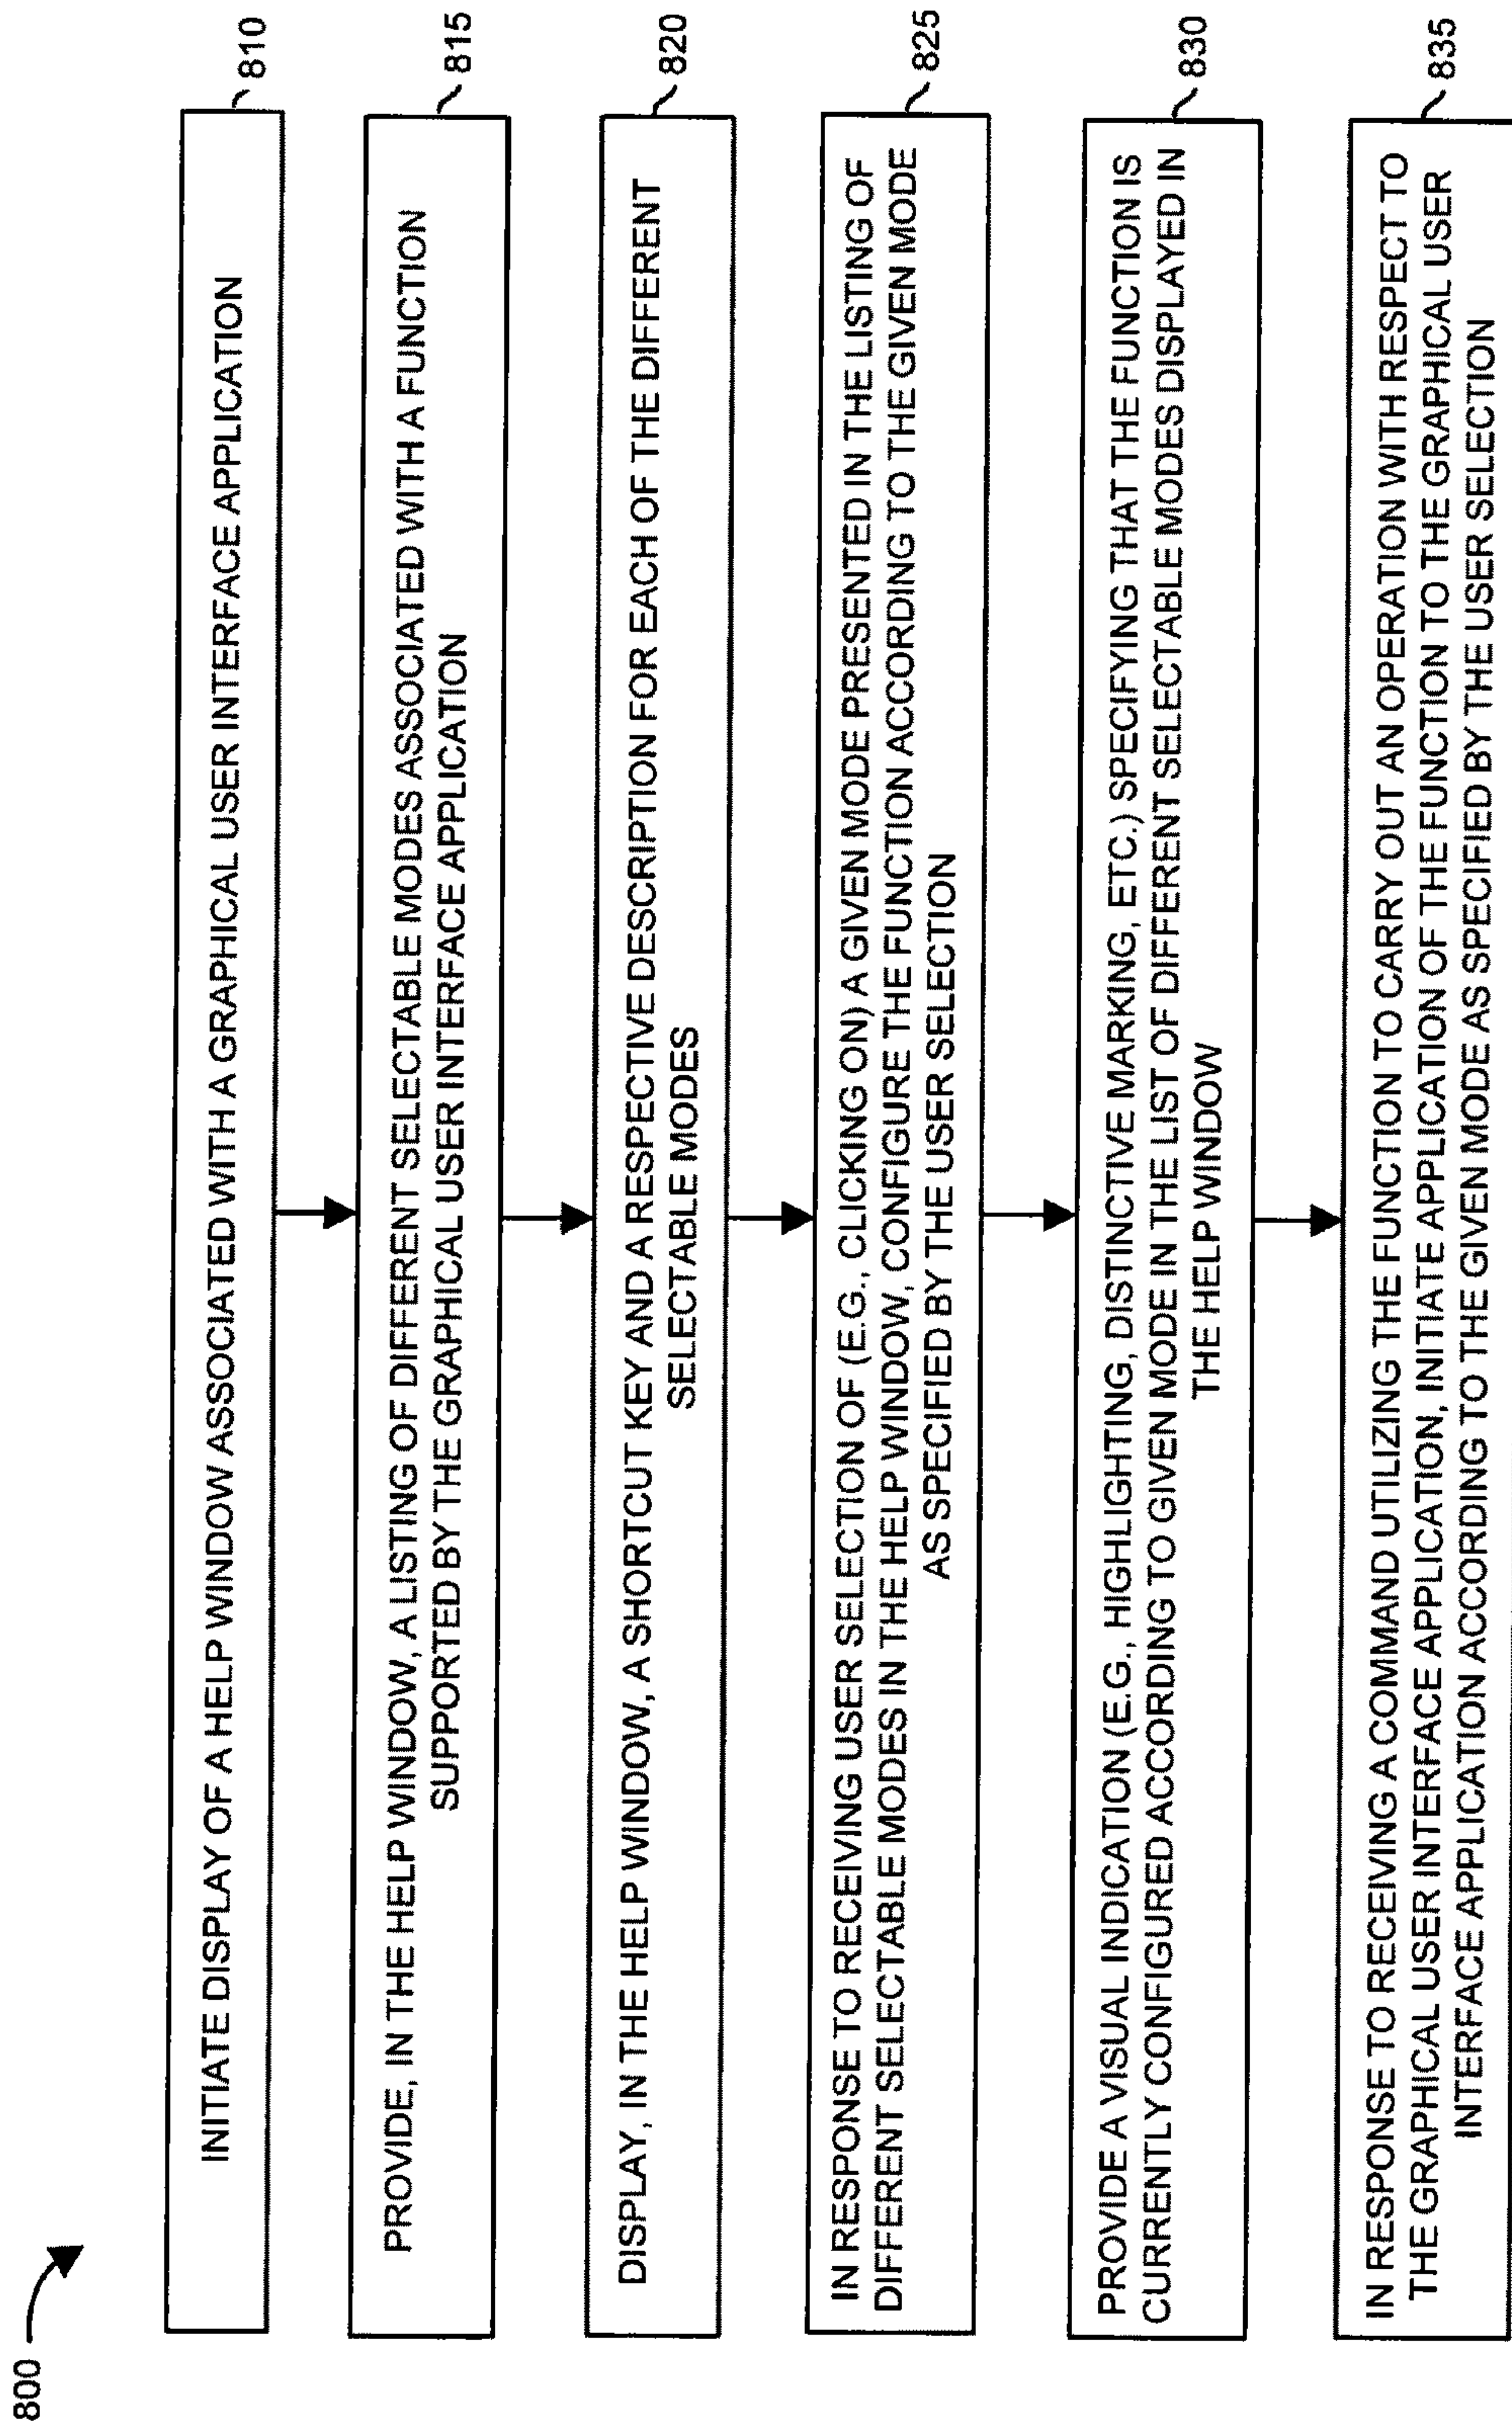 800
INITIATE DISPLAY OF A HELP WINDOW ASSOCIATED WITH A GRAPHICAL USER INTERFACE APPLICATION
810
PROVIDE, IN THE HELP WINDOW, A LISTING OF DIFFERENT SELECTABLE MODES ASSOCIATED WITH A FUNCTION
SUPPORTED BY THE GRAPHICAL USER INTERFACE APPLICATION
815
DISPLAY, IN THE HELP WINDOW, A SHORTCUT KEY AND A RESPECTIVE DESCRIPTION FOR EACH OF THE DIFFERENT
SELECTABLE MODES
820
IN RESPONSE TO RECEIVING USER SELECTION OF (E.G., CLICKING ON) A GIVEN MODE PRESENTED IN THE LISTING OF
DIFFERENT SELECTABLE MODES IN THE HELP WINDOW, CONFIGURE THE FUNCTION ACCORDING TO THE GIVEN MODE
AS SPECIFIED BY THE USER SELECTION
825
PROVIDE A VISUAL INDICATION (E.G., HIGHLIGHTING, DISTINCTIVE MARKING, ETC.) SPECIFYING THAT THE FUNCTION IS
CURRENTLY CONFIGURED ACCORDING TO GIVEN MODE IN THE LIST OF DIFFERENT SELECTABLE MODES DISPLAYED IN
THE HELP WINDOW
830
IN RESPONSE TO RECEIVING A COMMAND UTILIZING THE FUNCTION TO CARRY OUT AN OPERATION WITH RESPECT TO
THE GRAPHICAL USER INTERFACE APPLICATION, INITIATE APPLICATION OF THE FUNCTION TO THE GRAPHICAL USER
INTERFACE APPLICATION ACCORDING TO THE GIVEN MODE AS SPECIFIED BY THE USER SELECTION
835